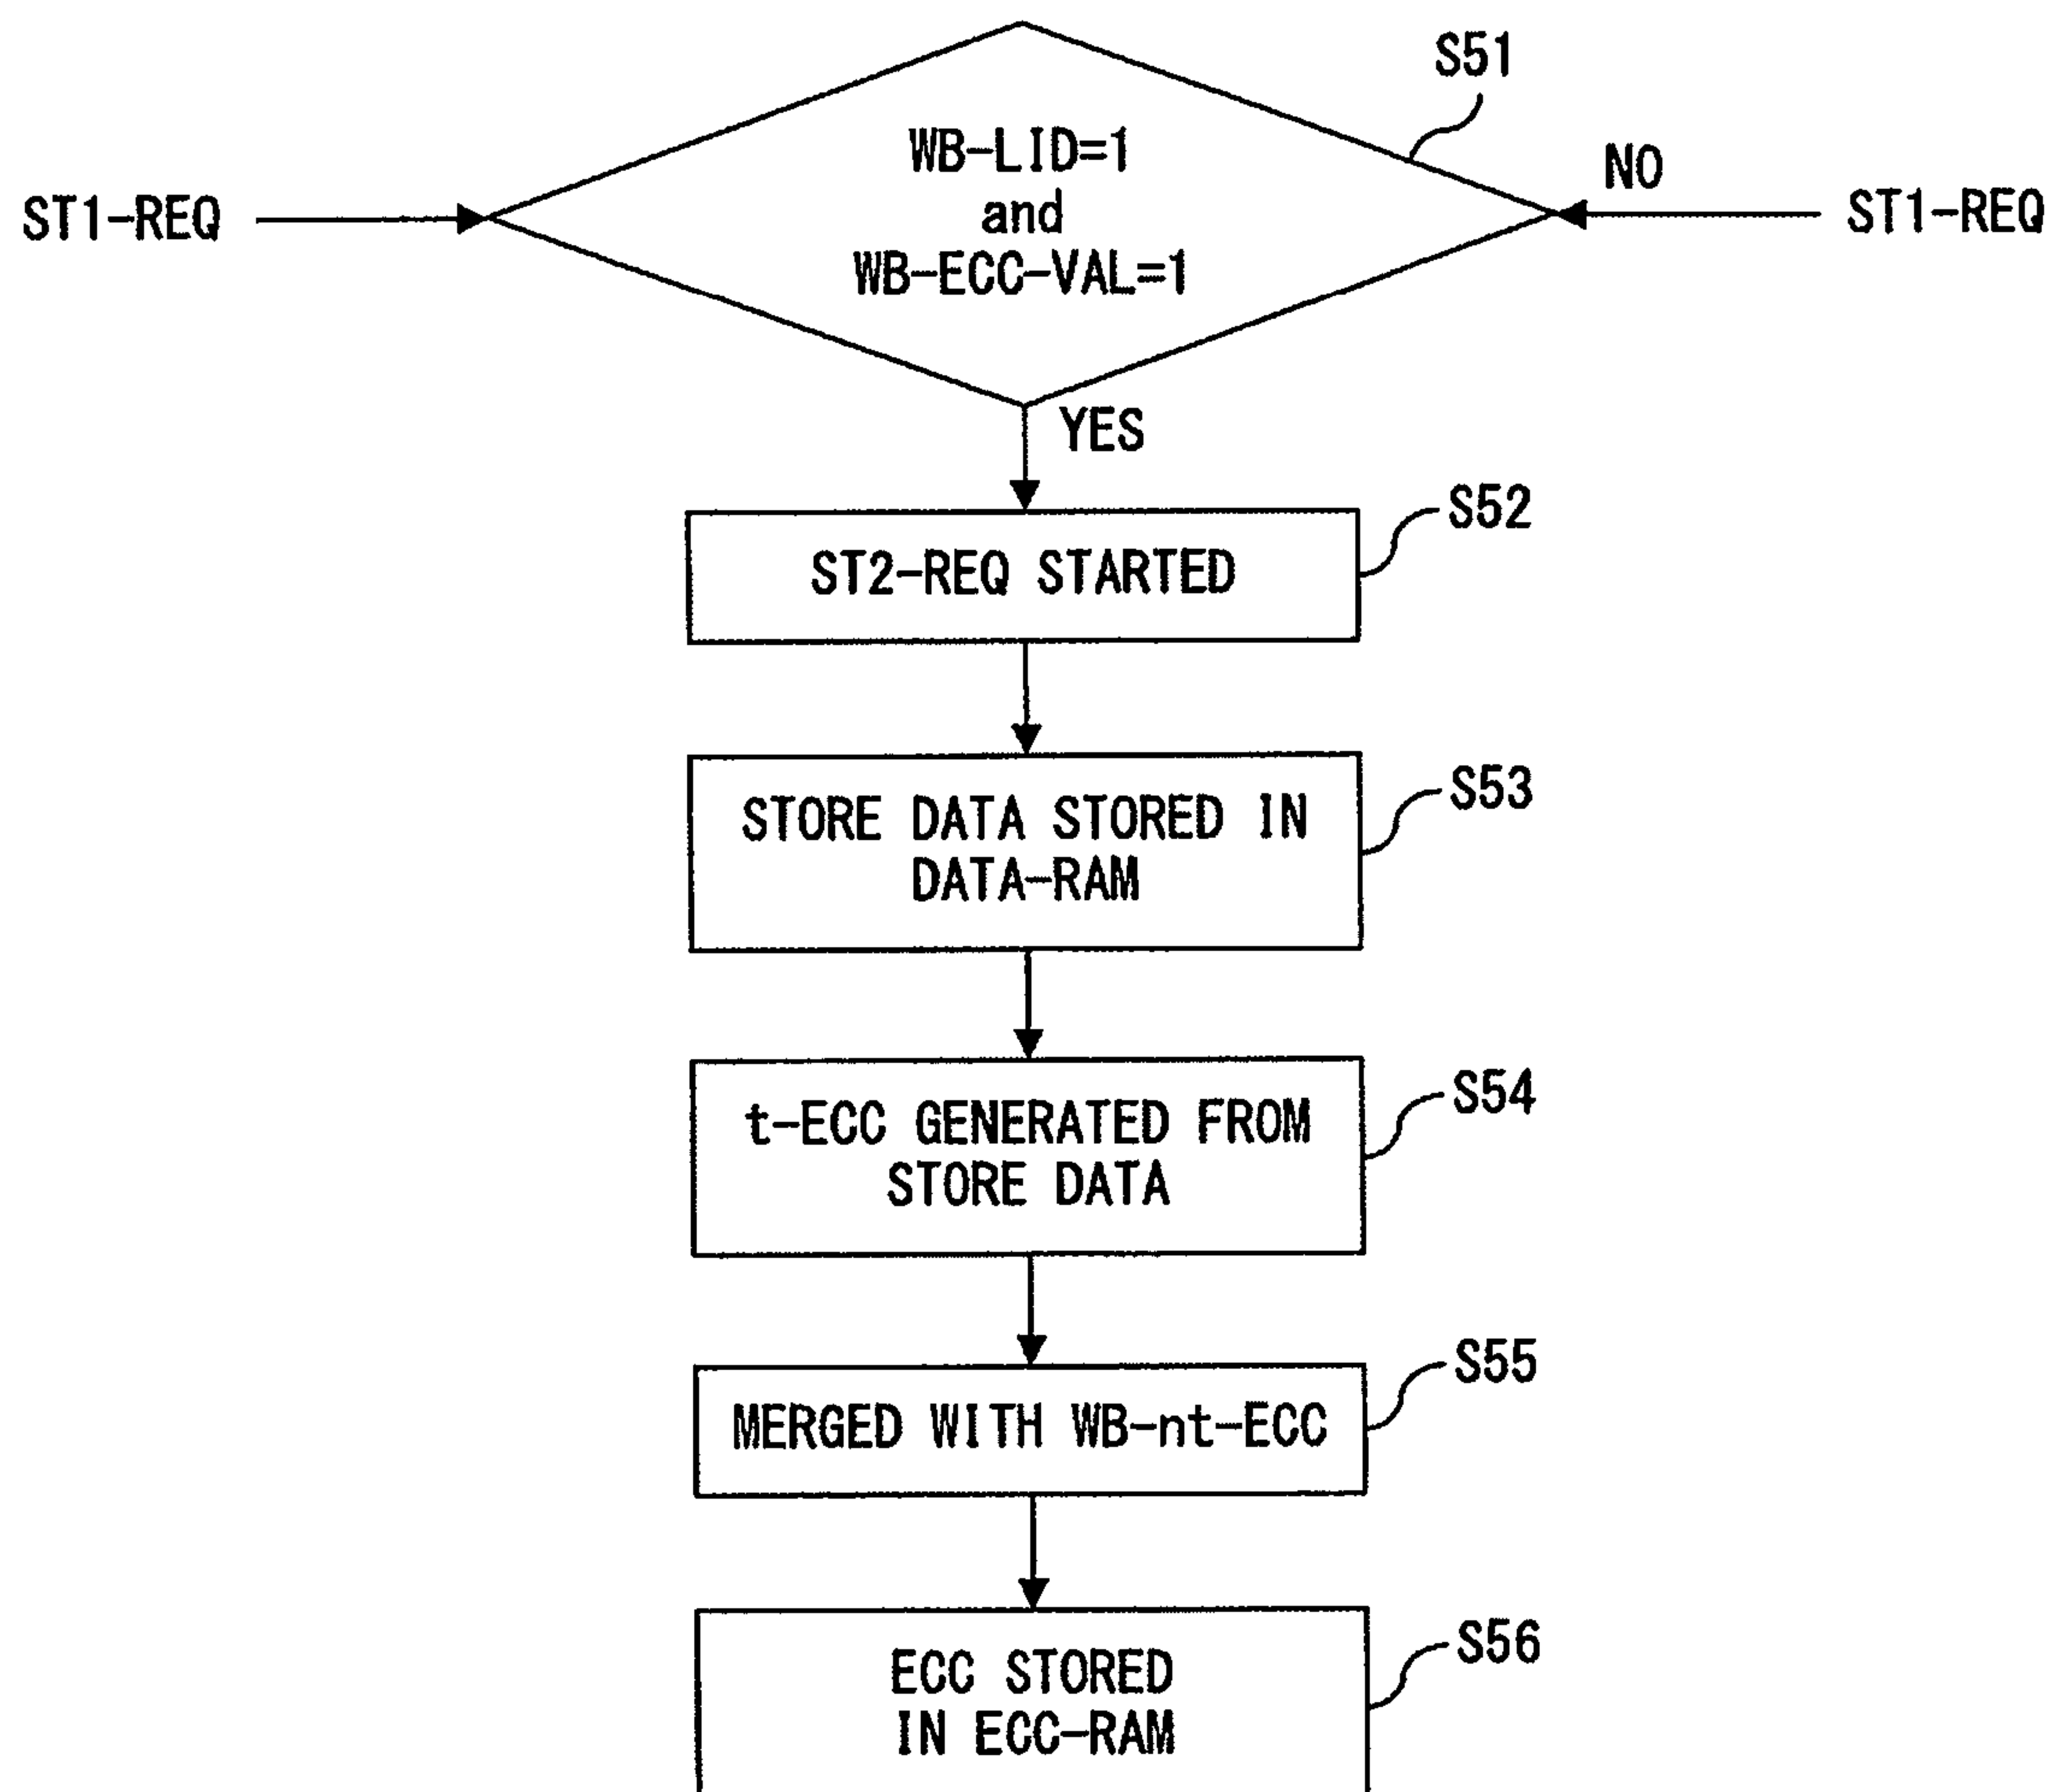 S51
WB-LID=1
and
WB-ECC-VAL=1
NO
ST1-REQ
ST1-REQ
YES
S52
ST2-REQ STARTED
S53
STORE DATA STORED IN
DATA-RAM
S54
t-ECC GENERATED FROM
STORE DATA
S55
MERGED WITH WB-nt-ECC
S56
ECC STORED
IN ECC-RAM